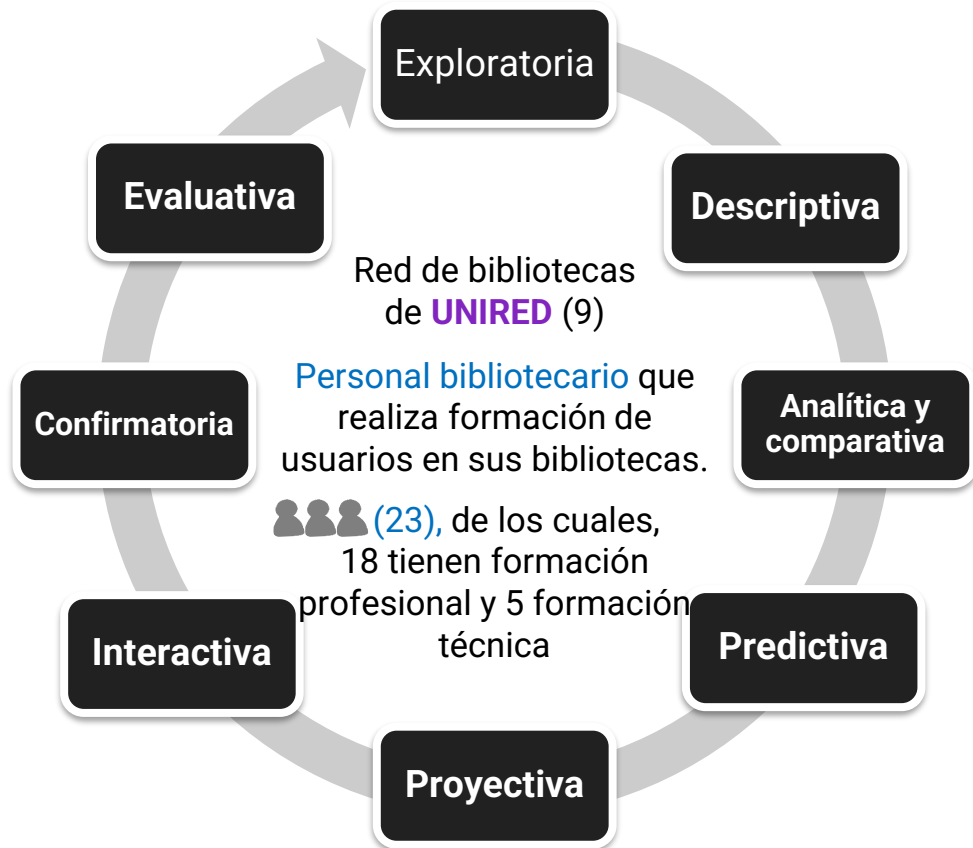 Exploratoria
Descriptiva
Analítica y
comparativa
Predictiva
Proyectiva
Interactiva
Confirmatoria
Evaluativa
Red de bibliotecas
de UNIRED (9)
Personal bibliotecario que
realiza formación de
usuarios en sus bibliotecas.
(23), de los cuales,
18 tienen formación
profesional y 5 formación
técnica